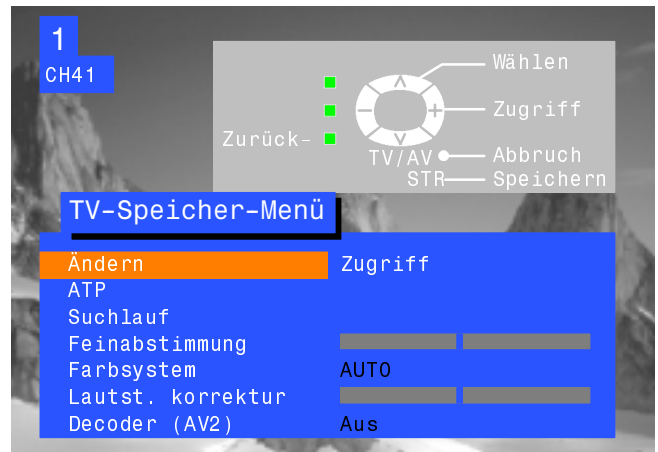 1
CH41
Wählen
Zugriff
Zurück-
TV/AV Abbruch
STR Speichern
TV-Speicher-Menü
Ändern Zugriff
ATP
Suchlauf
Feinabstimmung
Farbsystem AUTO
Lautst. korrektur
Decoder (AV2) Aus